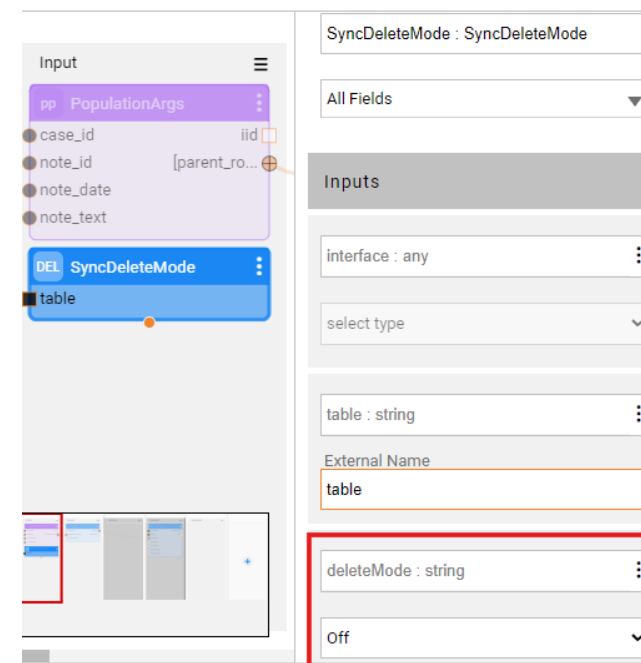 Input
pp PopulationArgs
case_id iid
note_id [parent_ro...
note_date
note_text
DEL SyncDeleteMode
table
SyncDeleteMode : SyncDeleteMode
All Fields
Inputs
interface : any
select type
table : string
External Name
table
deleteMode : string
Off